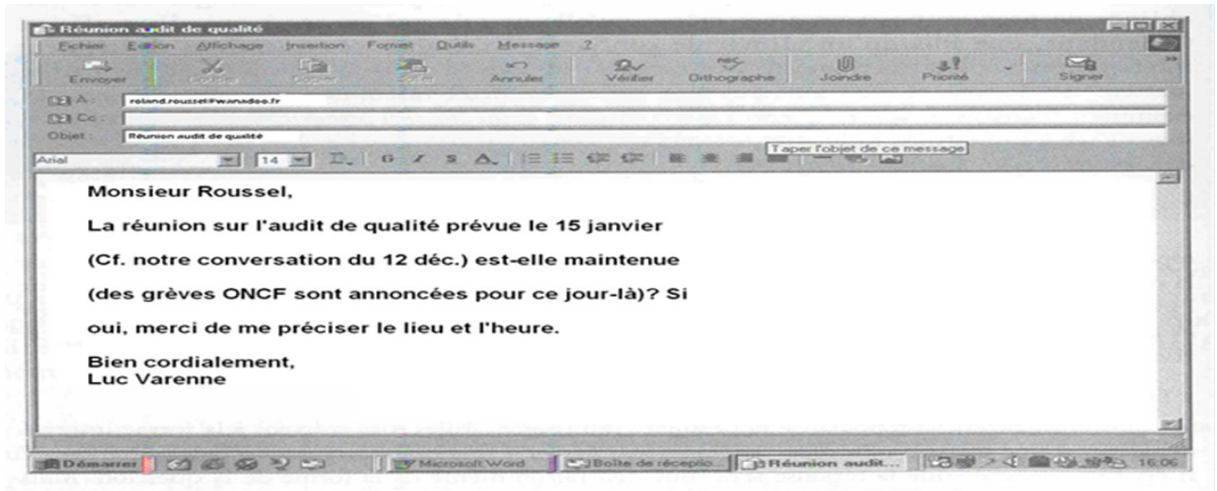 Réunion audit de qualité
Fichier Edition Affichage Insertion Format Outils Message ?
Envoyer Annuler Vérifier Orthographe Joindre Priorité Signer
À : roland.roussel@wanadoo.fr
Cc :
Objet : Réunion audit de qualité
Taper l'objet de ce message
Arial 14 G I S A
Monsieur Roussel,
La réunion sur l'audit de qualité prévue le 15 janvier
(Cf. notre conversation du 12 déc.) est-elle maintenue
(des grèves ONCF sont annoncées pour ce jour-là)? Si
oui, merci de me préciser le lieu et l'heure.
Bien cordialement,
Luc Varenne
Démarrer Microsoft Word Boîte de réceptio... Réunion audit... 16:06